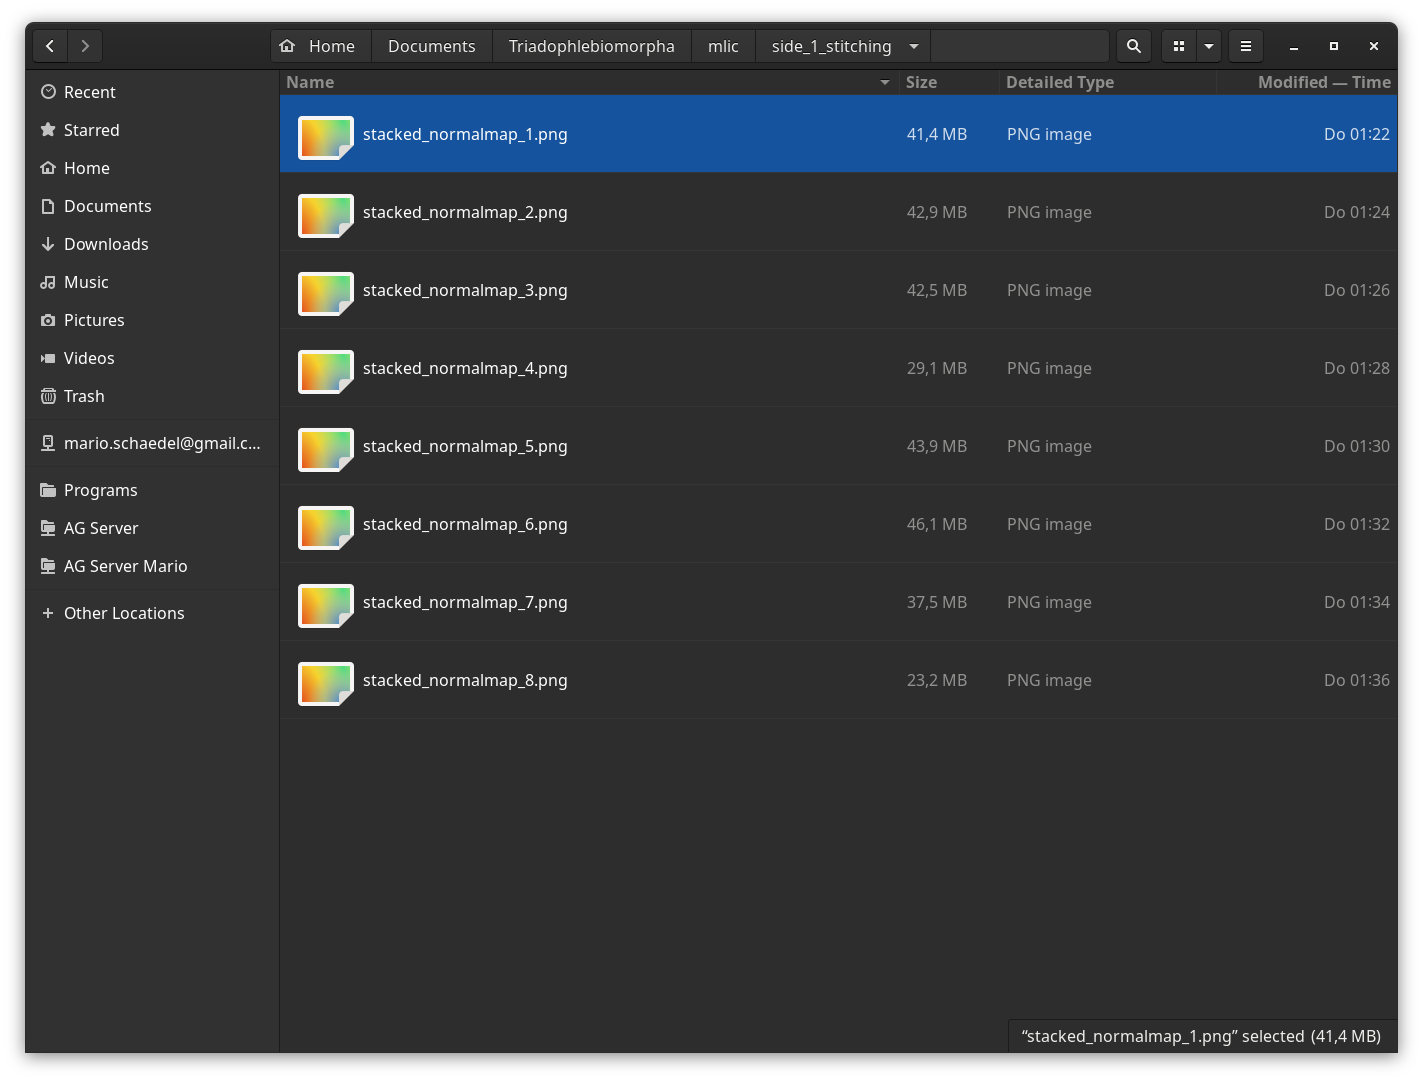 Home Documents Triadophlebiomorpha mlic side_1_stitching
Name Size Detailed Type Modified — Time
Recent
Starred
Home
Documents
Downloads
Music
Pictures
Videos
Trash
mario.schaedel@gmail.c...
Programs
AG Server
AG Server Mario
Other Locations
stacked_normalmap_1.png 41,4 MB PNG image Do 01:22
stacked_normalmap_2.png 42,9 MB PNG image Do 01:24
stacked_normalmap_3.png 42,5 MB PNG image Do 01:26
stacked_normalmap_4.png 29,1 MB PNG image Do 01:28
stacked_normalmap_5.png 43,9 MB PNG image Do 01:30
stacked_normalmap_6.png 46,1 MB PNG image Do 01:32
stacked_normalmap_7.png 37,5 MB PNG image Do 01:34
stacked_normalmap_8.png 23,2 MB PNG image Do 01:36
“stacked_normalmap_1.png” selected (41,4 MB)